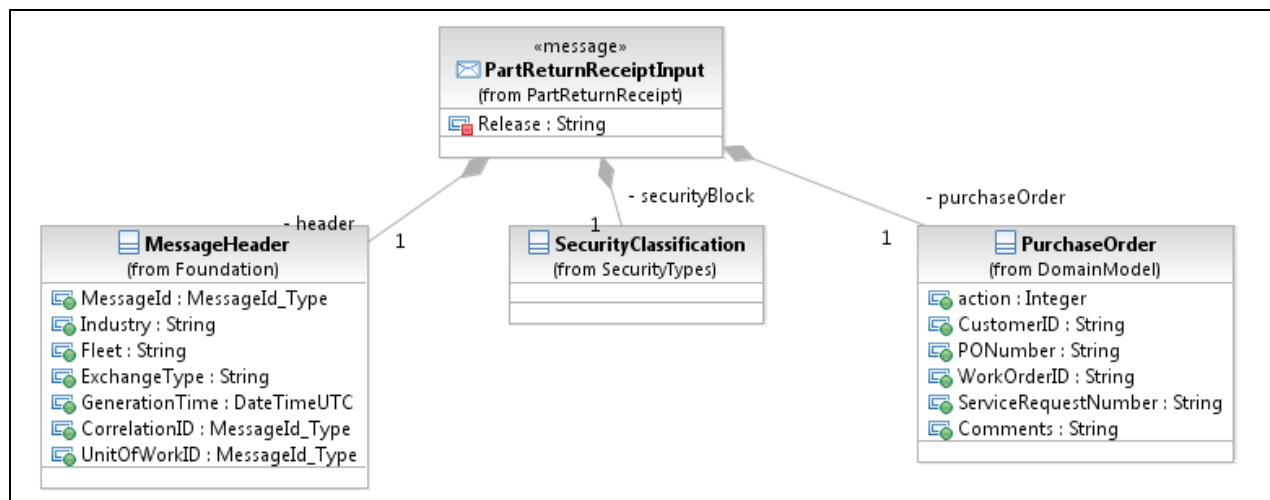 «message»
PartReturnReceiptInput
(from PartReturnReceipt)
Release : String
- header
1
- securityBlock
1
- purchaseOrder
1
MessageHeader
(from Foundation)
MessageId : MessageId_Type
Industry : String
Fleet : String
ExchangeType : String
GenerationTime : DateTimeUTC
CorrelationID : MessageId_Type
UnitOfWorkID : MessageId_Type
SecurityClassification
(from SecurityTypes)
PurchaseOrder
(from DomainModel)
action : Integer
CustomerID : String
PONumber : String
WorkOrderID : String
ServiceRequestNumber : String
Comments : String